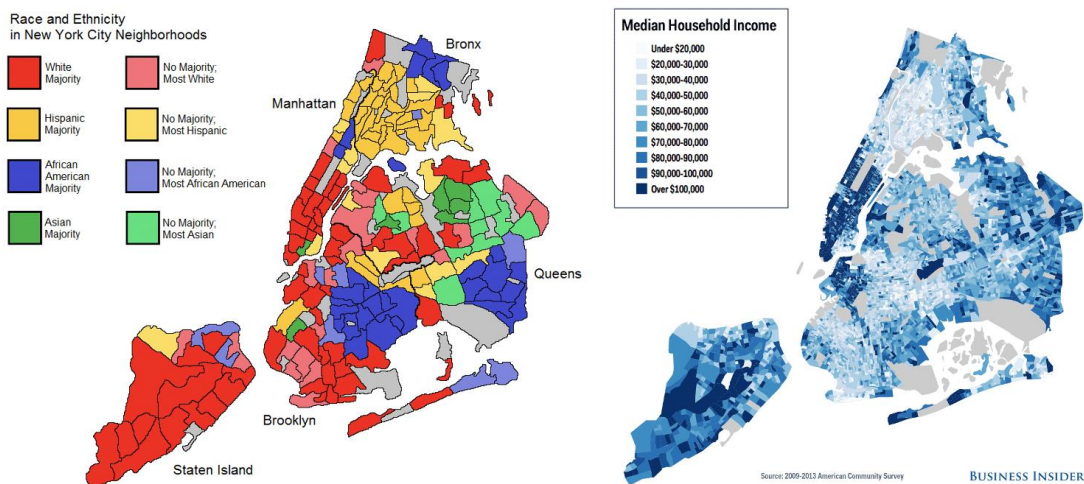 Race and Ethnicity
in New York City Neighborhoods
White
Majority
No Majority;
Most White
Hispanic
Majority
No Majority;
Most Hispanic
African
American
Majority
No Majority;
Most African American
Asian
Majority
No Majority;
Most Asian
Bronx
Manhattan
Queens
Brooklyn
Staten Island
Median Household Income
Under $20,000
$20,000-30,000
$30,000-40,000
$40,000-50,000
$50,000-60,000
$60,000-70,000
$70,000-80,000
$80,000-90,000
$90,000-100,000
Over $100,000
Source: 2009-2013 American Community Survey
BUSINESS INSIDER